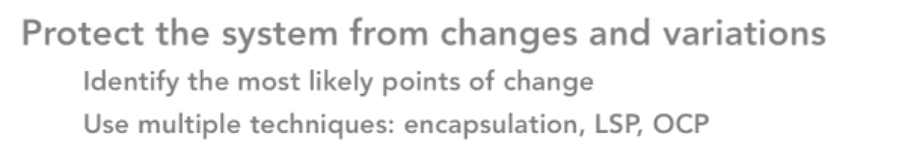 Protect the system from changes and variations
Identify the most likely points of change
Use multiple techniques: encapsulation, LSP, OCP